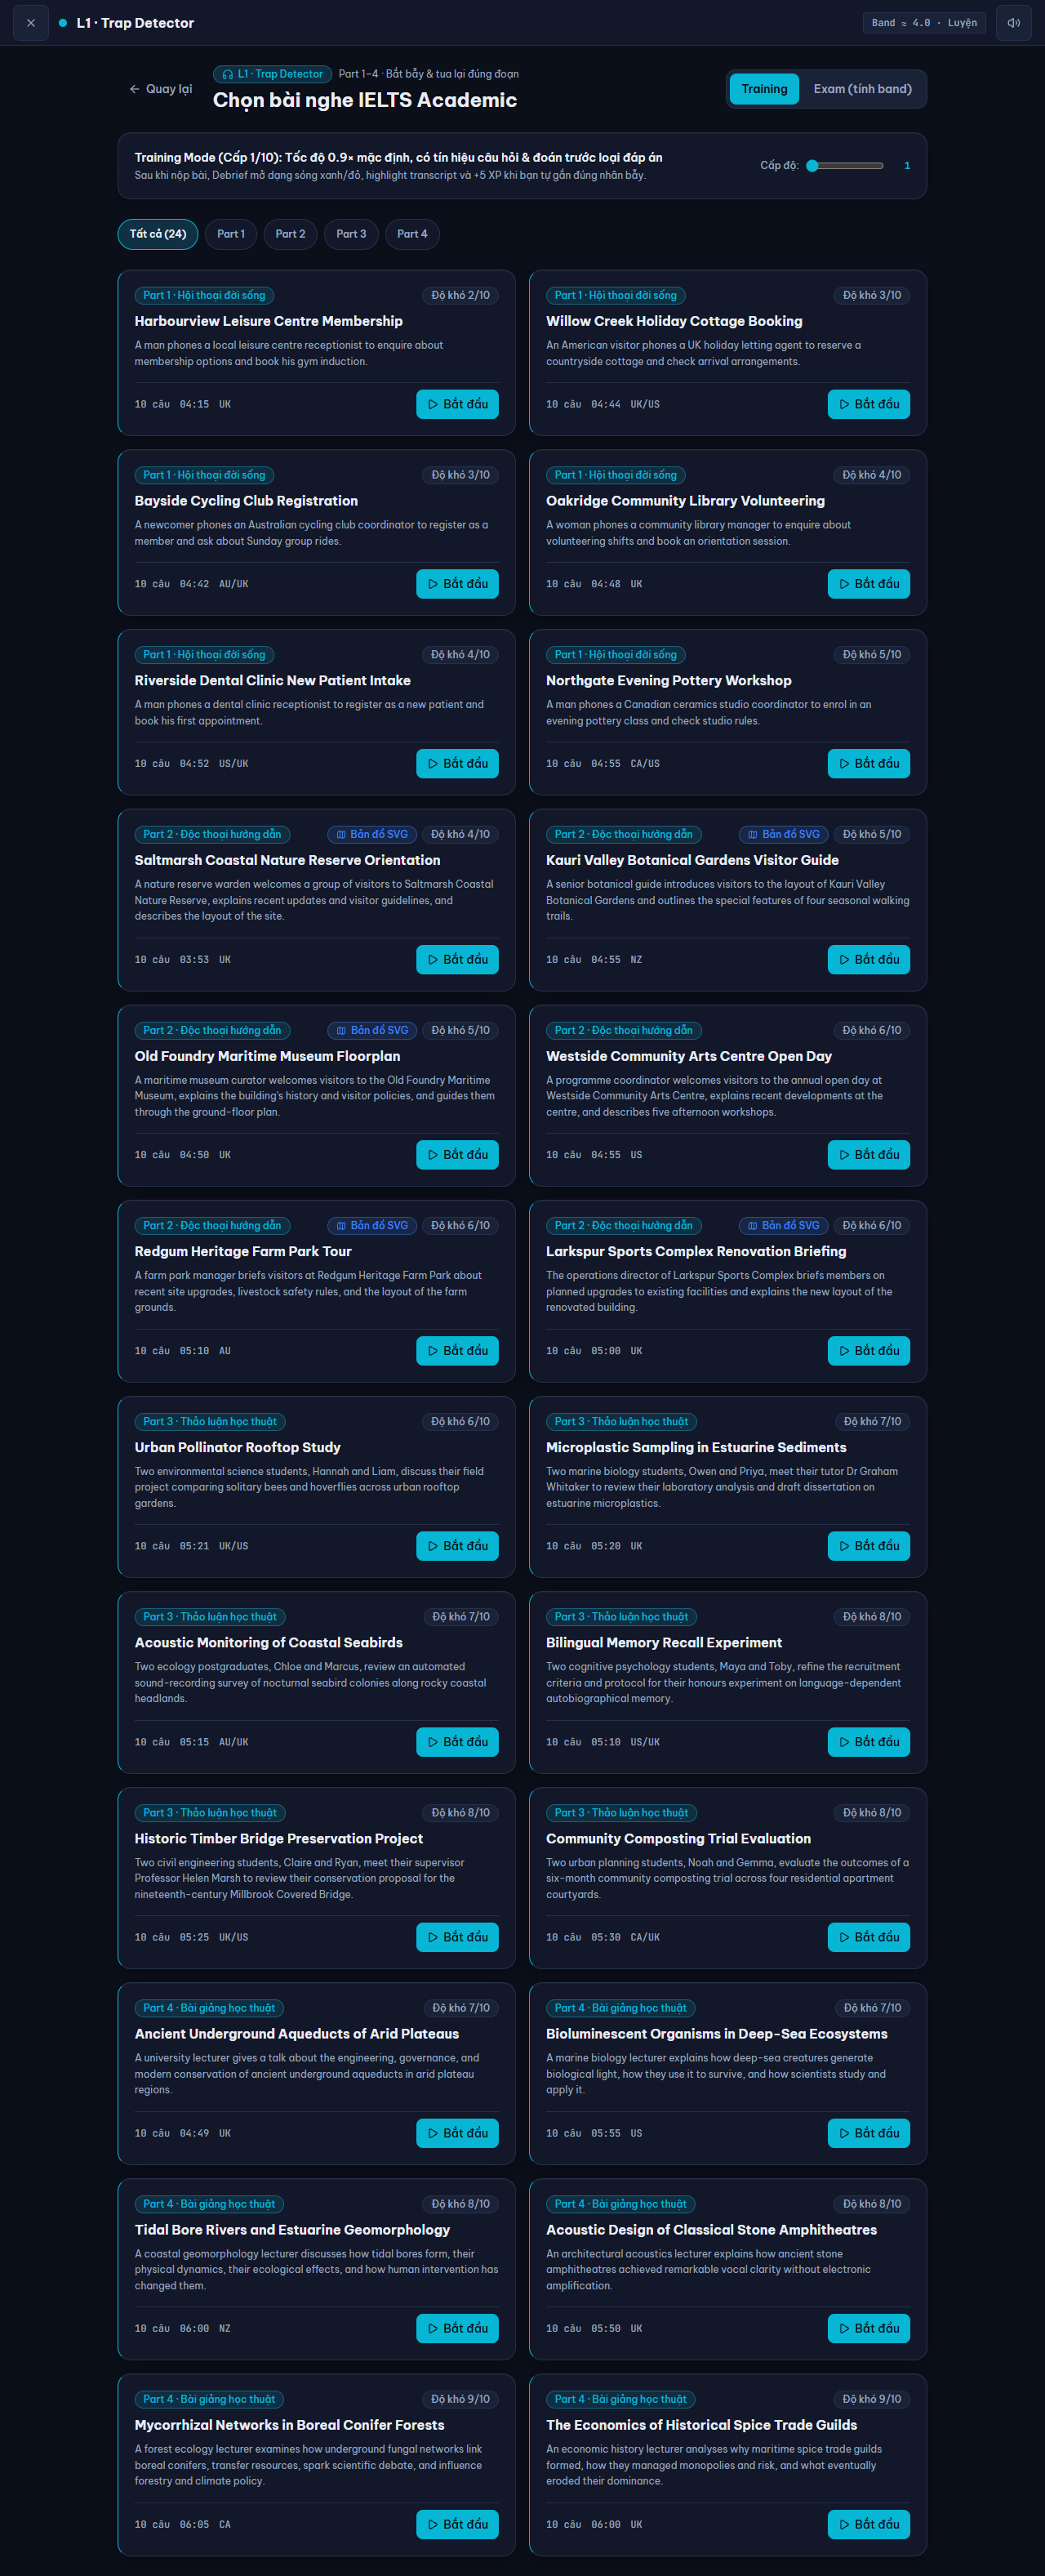 L1 · Trap Detector
Band ≈ 4.0 · Luyện
Quay lại
L1 · Trap Detector
Part 1–4 · Bắt bẫy & tua lại đúng đoạn
Chọn bài nghe IELTS Academic
Training
Exam (tính band)
Training Mode (Cấp 1/10): Tốc độ 0.9× mặc định, có tín hiệu câu hỏi & đoán trước loại đáp án
Sau khi nộp bài, Debrief mở dạng sóng xanh/đỏ, highlight transcript và +5 XP khi bạn tự gắn đúng nhãn bẫy.
Cấp độ:
1
Tất cả (24)
Part 1
Part 2
Part 3
Part 4
Part 1 · Hội thoại đời sống
Độ khó 2/10
Harbourview Leisure Centre Membership
A man phones a local leisure centre receptionist to enquire about
membership options and book his gym induction.
10 câu 04:15 UK
Bắt đầu
Part 1 · Hội thoại đời sống
Độ khó 3/10
Willow Creek Holiday Cottage Booking
An American visitor phones a UK holiday letting agent to reserve a
countryside cottage and check arrival arrangements.
10 câu 04:44 UK/US
Bắt đầu
Part 1 · Hội thoại đời sống
Độ khó 3/10
Bayside Cycling Club Registration
A newcomer phones an Australian cycling club coordinator to register as a
member and ask about Sunday group rides.
10 câu 04:42 AU/UK
Bắt đầu
Part 1 · Hội thoại đời sống
Độ khó 4/10
Oakridge Community Library Volunteering
A woman phones a community library manager to enquire about
volunteering shifts and book an orientation session.
10 câu 04:48 UK
Bắt đầu
Part 1 · Hội thoại đời sống
Độ khó 4/10
Riverside Dental Clinic New Patient Intake
A man phones a dental clinic receptionist to register as a new patient and
book his first appointment.
10 câu 04:52 US/UK
Bắt đầu
Part 1 · Hội thoại đời sống
Độ khó 5/10
Northgate Evening Pottery Workshop
A man phones a Canadian ceramics studio coordinator to enrol in an
evening pottery class and check studio rules.
10 câu 04:55 CA/US
Bắt đầu
Part 2 · Độc thoại hướng dẫn
Bản đồ SVG
Độ khó 4/10
Saltmarsh Coastal Nature Reserve Orientation
A nature reserve warden welcomes a group of visitors to Saltmarsh Coastal
Nature Reserve, explains recent updates and visitor guidelines, and
describes the layout of the site.
10 câu 03:53 UK
Bắt đầu
Part 2 · Độc thoại hướng dẫn
Bản đồ SVG
Độ khó 5/10
Kauri Valley Botanical Gardens Visitor Guide
A senior botanical guide introduces visitors to the layout of Kauri Valley
Botanical Gardens and outlines the special features of four seasonal walking
trails.
10 câu 04:55 NZ
Bắt đầu
Part 2 · Độc thoại hướng dẫn
Bản đồ SVG
Độ khó 5/10
Old Foundry Maritime Museum Floorplan
A maritime museum curator welcomes visitors to the Old Foundry Maritime
Museum, explains the building's history and visitor policies, and guides them
through the ground-floor plan.
10 câu 04:50 UK
Bắt đầu
Part 2 · Độc thoại hướng dẫn
Độ khó 6/10
Westside Community Arts Centre Open Day
A programme coordinator welcomes visitors to the annual open day at
Westside Community Arts Centre, explains recent developments at the
centre, and describes five afternoon workshops.
10 câu 04:55 US
Bắt đầu
Part 2 · Độc thoại hướng dẫn
Bản đồ SVG
Độ khó 6/10
Redgum Heritage Farm Park Tour
A farm park manager briefs visitors at Redgum Heritage Farm Park about
recent site upgrades, livestock safety rules, and the layout of the farm
grounds.
10 câu 05:10 AU
Bắt đầu
Part 2 · Độc thoại hướng dẫn
Bản đồ SVG
Độ khó 6/10
Larkspur Sports Complex Renovation Briefing
The operations director of Larkspur Sports Complex briefs members on
planned upgrades to existing facilities and explains the new layout of the
renovated building.
10 câu 05:00 UK
Bắt đầu
Part 3 · Thảo luận học thuật
Độ khó 6/10
Urban Pollinator Rooftop Study
Two environmental science students, Hannah and Liam, discuss their field
project comparing solitary bees and hoverflies across urban rooftop
gardens.
10 câu 05:21 UK/US
Bắt đầu
Part 3 · Thảo luận học thuật
Độ khó 7/10
Microplastic Sampling in Estuarine Sediments
Two marine biology students, Owen and Priya, meet their tutor Dr Graham
Whitaker to review their laboratory analysis and draft dissertation on
estuarine microplastics.
10 câu 05:20 UK
Bắt đầu
Part 3 · Thảo luận học thuật
Độ khó 7/10
Acoustic Monitoring of Coastal Seabirds
Two ecology postgraduates, Chloe and Marcus, review an automated
sound-recording survey of nocturnal seabird colonies along rocky coastal
headlands.
10 câu 05:15 AU/UK
Bắt đầu
Part 3 · Thảo luận học thuật
Độ khó 8/10
Bilingual Memory Recall Experiment
Two cognitive psychology students, Maya and Toby, refine the recruitment
criteria and protocol for their honours experiment on language-dependent
autobiographical memory.
10 câu 05:10 US/UK
Bắt đầu
Part 3 · Thảo luận học thuật
Độ khó 8/10
Historic Timber Bridge Preservation Project
Two civil engineering students, Claire and Ryan, meet their supervisor
Professor Helen Marsh to review their conservation proposal for the
nineteenth-century Millbrook Covered Bridge.
10 câu 05:25 UK/US
Bắt đầu
Part 3 · Thảo luận học thuật
Độ khó 8/10
Community Composting Trial Evaluation
Two urban planning students, Noah and Gemma, evaluate the outcomes of a
six-month community composting trial across four residential apartment
courtyards.
10 câu 05:30 CA/UK
Bắt đầu
Part 4 · Bài giảng học thuật
Độ khó 7/10
Ancient Underground Aqueducts of Arid Plateaus
A university lecturer gives a talk about the engineering, governance, and
modern conservation of ancient underground aqueducts in arid plateau
regions.
10 câu 04:49 UK
Bắt đầu
Part 4 · Bài giảng học thuật
Độ khó 7/10
Bioluminescent Organisms in Deep-Sea Ecosystems
A marine biology lecturer explains how deep-sea creatures generate
biological light, how they use it to survive, and how scientists study and
apply it.
10 câu 05:55 US
Bắt đầu
Part 4 · Bài giảng học thuật
Độ khó 8/10
Tidal Bore Rivers and Estuarine Geomorphology
A coastal geomorphology lecturer discusses how tidal bores form, their
physical dynamics, their ecological effects, and how human intervention has
changed them.
10 câu 06:00 NZ
Bắt đầu
Part 4 · Bài giảng học thuật
Độ khó 8/10
Acoustic Design of Classical Stone Amphitheatres
An architectural acoustics lecturer explains how ancient stone
amphitheatres achieved remarkable vocal clarity without electronic
amplification.
10 câu 05:50 UK
Bắt đầu
Part 4 · Bài giảng học thuật
Độ khó 9/10
Mycorrhizal Networks in Boreal Conifer Forests
A forest ecology lecturer examines how underground fungal networks link
boreal conifers, transfer resources, spark scientific debate, and influence
forestry and climate policy.
10 câu 06:05 CA
Bắt đầu
Part 4 · Bài giảng học thuật
Độ khó 9/10
The Economics of Historical Spice Trade Guilds
An economic history lecturer analyses why maritime spice trade guilds
formed, how they managed monopolies and risk, and what eventually
eroded their dominance.
10 câu 06:00 UK
Bắt đầu